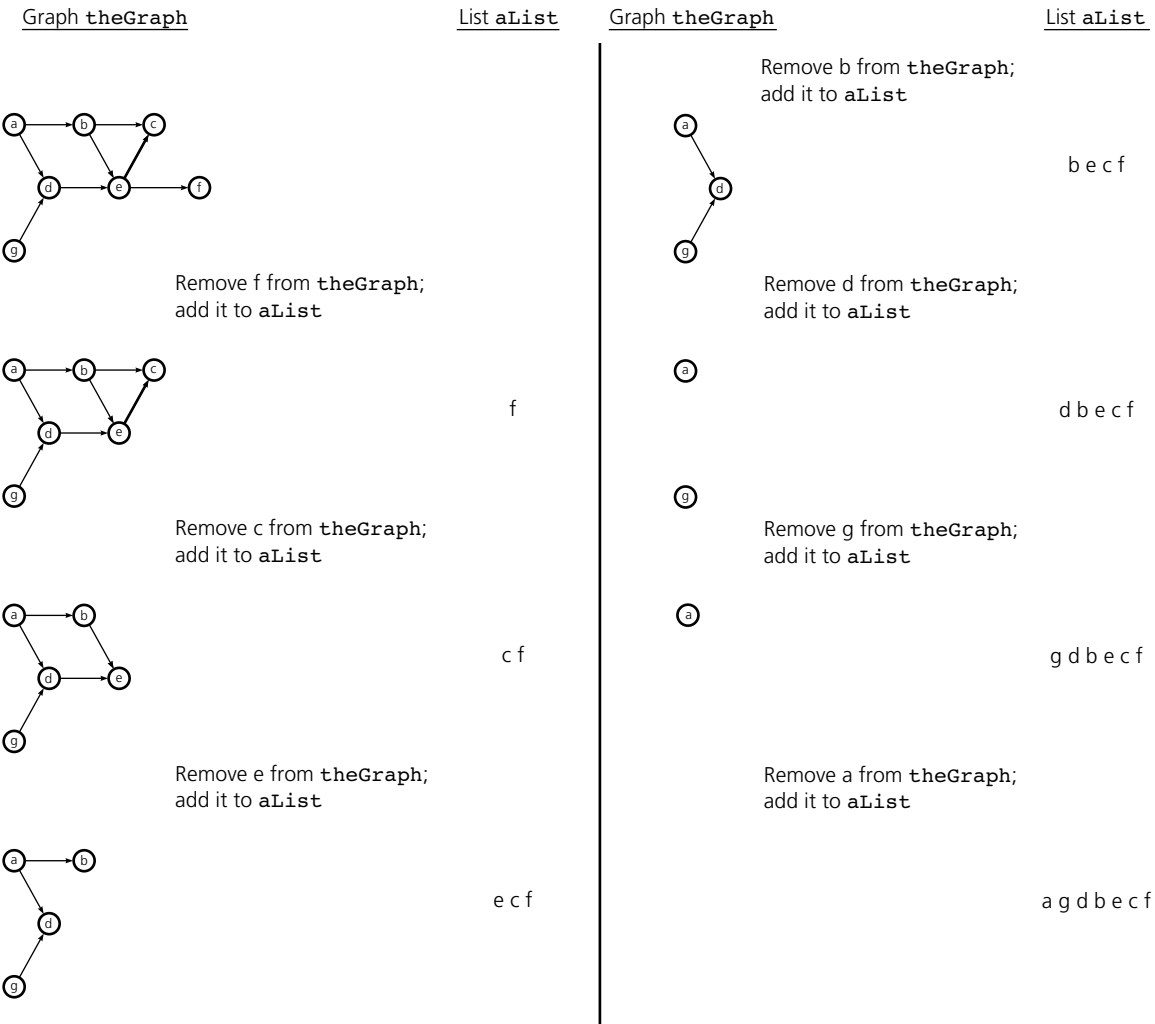 Graph theGraph
List aList
a b c
d e f
g
Remove f from theGraph;
add it to aList
a b c
f
d e
g
Remove c from theGraph;
add it to aList
a b
c f
d e
g
Remove e from theGraph;
add it to aList
a b
e c f
d
g
Graph theGraph
List aList
Remove b from theGraph;
add it to aList
a
b e c f
d
g
Remove d from theGraph;
add it to aList
a
d b e c f
g
Remove g from theGraph;
add it to aList
a
g d b e c f
Remove a from theGraph;
add it to aList
a g d b e c f